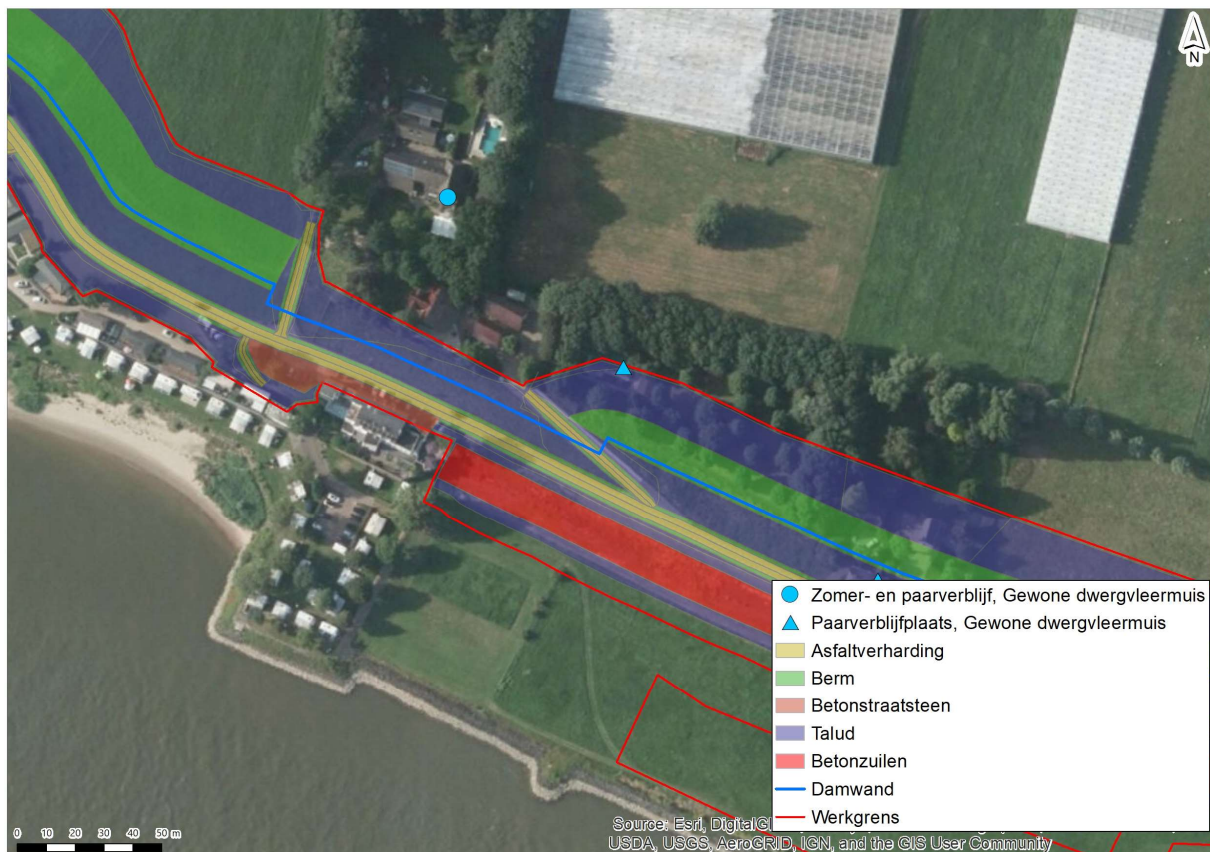 N
Zomer- en paarverblijf, Gewone dwergvleermuis
Paarverblijfplaats, Gewone dwergvleermuis
Asfaltverharding
Berm
Betonstraatsteen
Talud
Betonzuilen
Damwand
Werkgrens
0 10 20 30 40 50 m
Source: Esri, DigitalGl
USDA, USGS, AeroGRID, IGN, and the GIS User Community